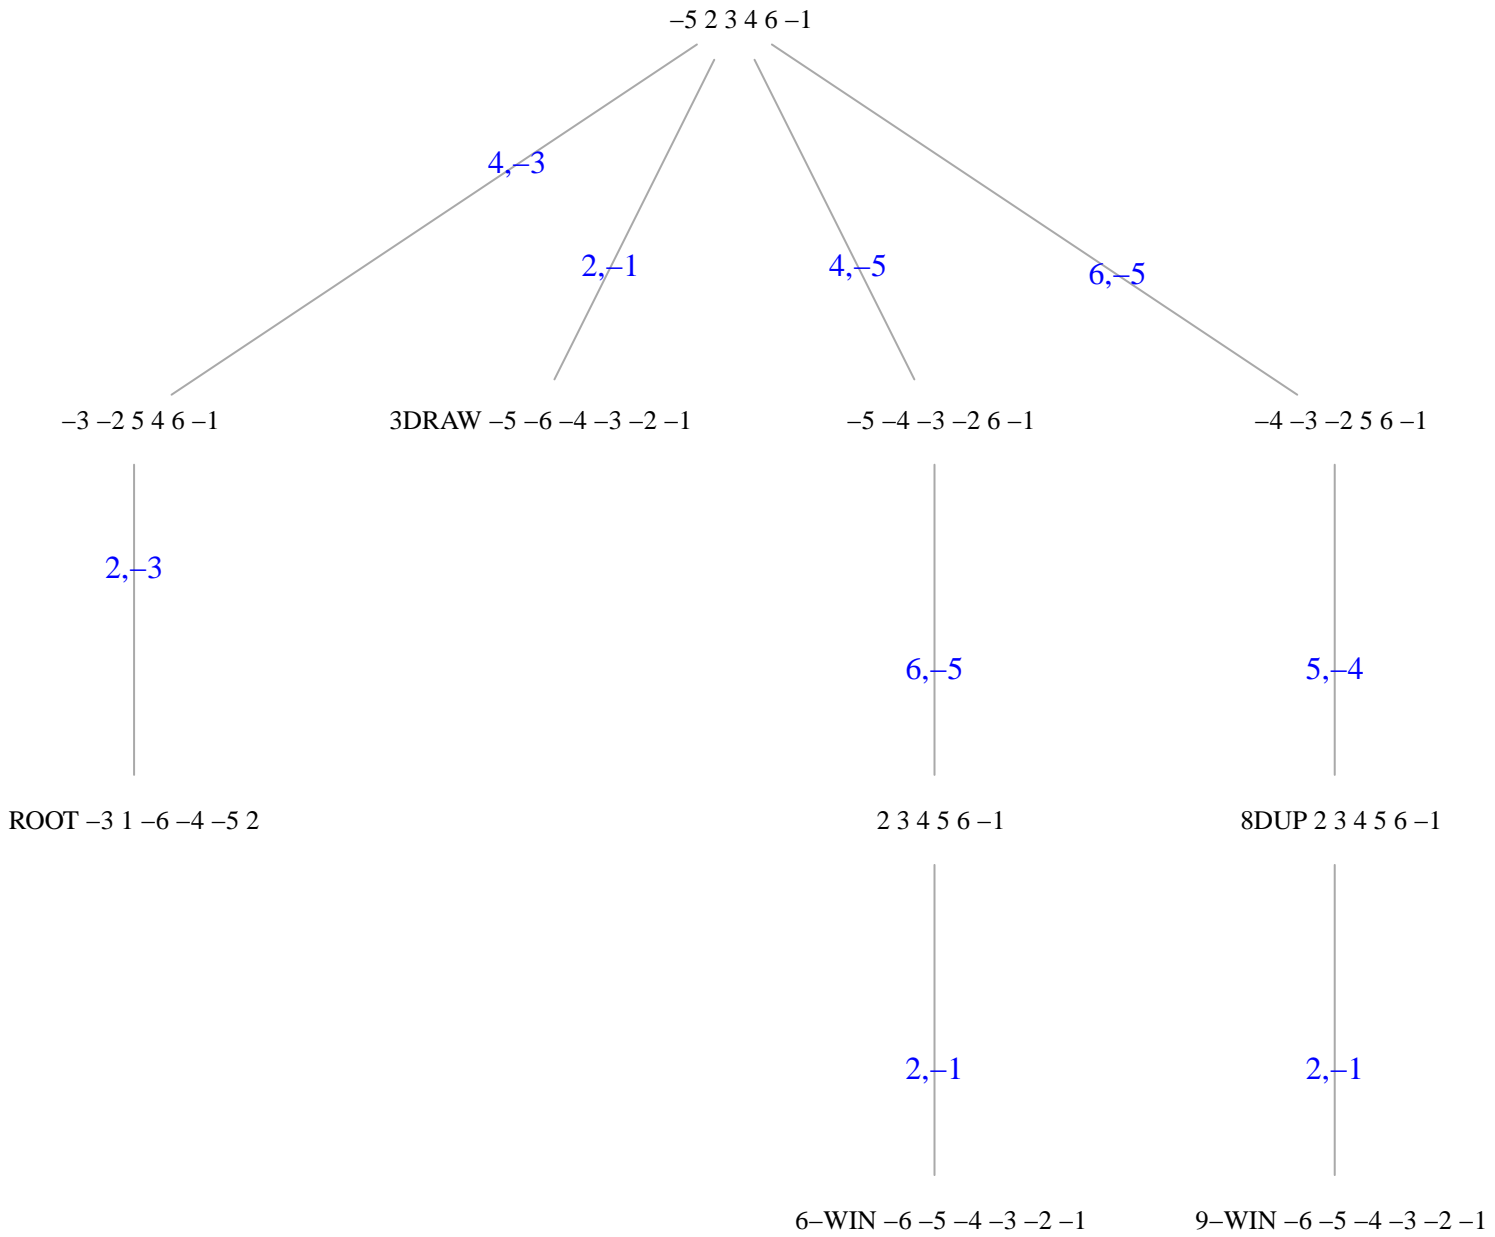 –5 2 3 4 6 –1
4,–3
2,–1
4,–5
6,–5
–3 –2 5 4 6 –1
3DRAW –5 –6 –4 –3 –2 –1
–5 –4 –3 –2 6 –1
–4 –3 –2 5 6 –1
2,–3
6,–5
5,–4
ROOT –3 1 –6 –4 –5 2
2 3 4 5 6 –1
8DUP 2 3 4 5 6 –1
2,–1
2,–1
6–WIN –6 –5 –4 –3 –2 –1
9–WIN –6 –5 –4 –3 –2 –1